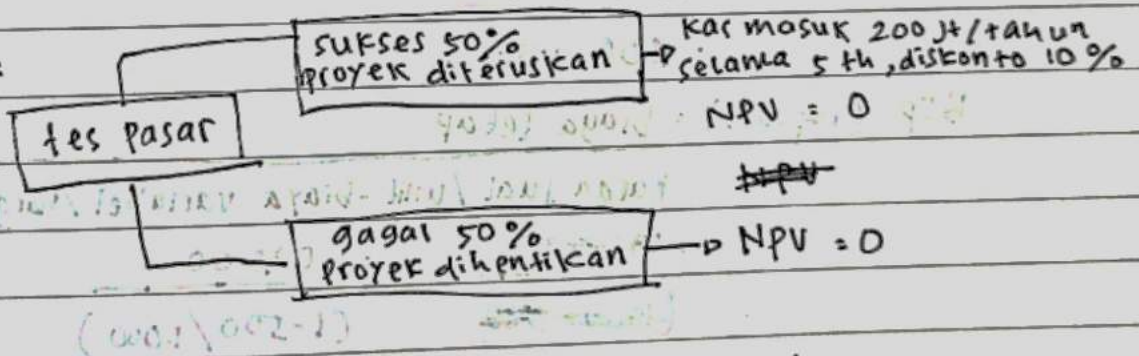 sukses 50%
proyek diteruskan
kas masuk 200 Jt/tahun
selama 5 th, diskonto 10%
NPV = 0
tes pasar
gagal 50%
proyek dihentikan
NPV = 0